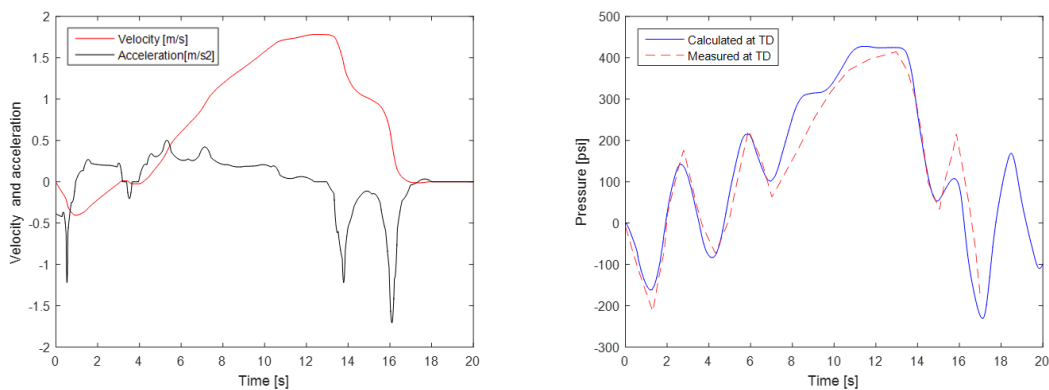 2
1.5
1
0.5
0
-0.5
-1
-1.5
-2
Velocity and acceleration
Velocity [m/s]
Acceleration[m/s2]
0 2 4 6 8 10 12 14 16 18 20
Time [s]
500
400
300
200
100
0
-100
-200
-300
Pressure [psi]
Calculated at TD
Measured at TD
0 2 4 6 8 10 12 14 16 18 20
Time [s]